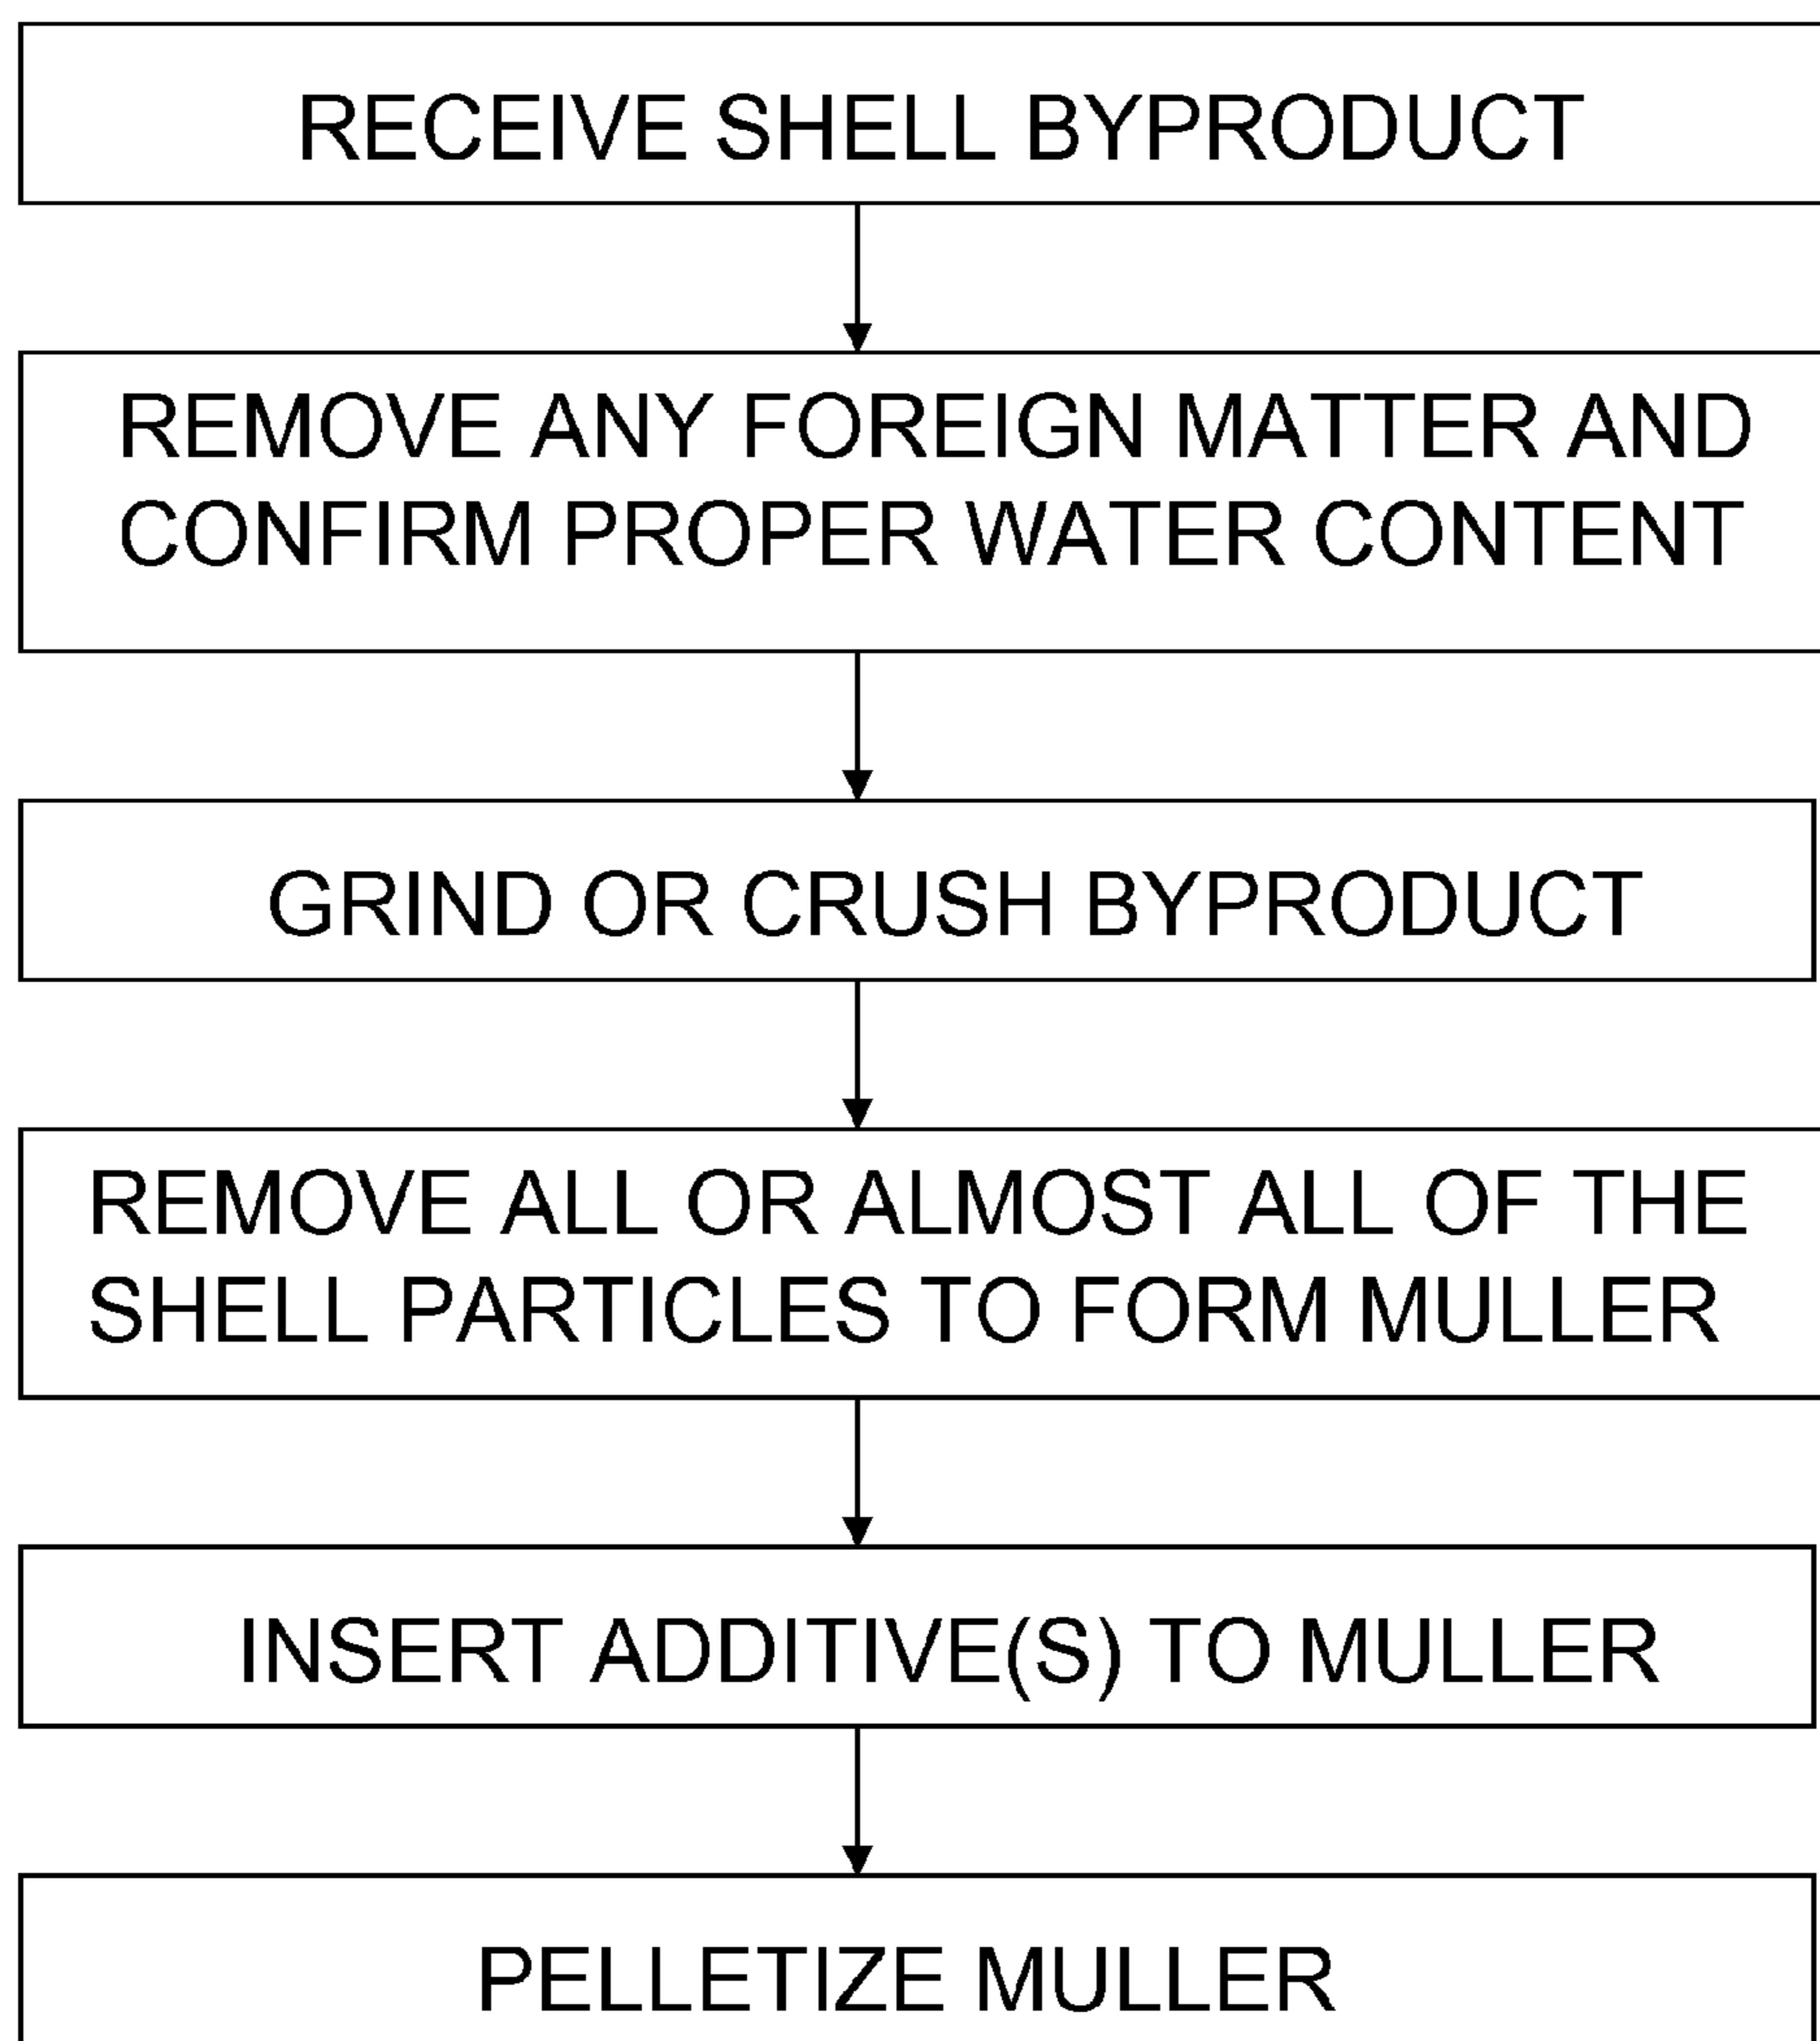 RECEIVE SHELL BYPRODUCT
REMOVE ANY FOREIGN MATTER AND
CONFIRM PROPER WATER CONTENT
GRIND OR CRUSH BYPRODUCT
REMOVE ALL OR ALMOST ALL OF THE
SHELL PARTICLES TO FORM MULLER
INSERT ADDITIVE(S) TO MULLER
PELLETIZE MULLER